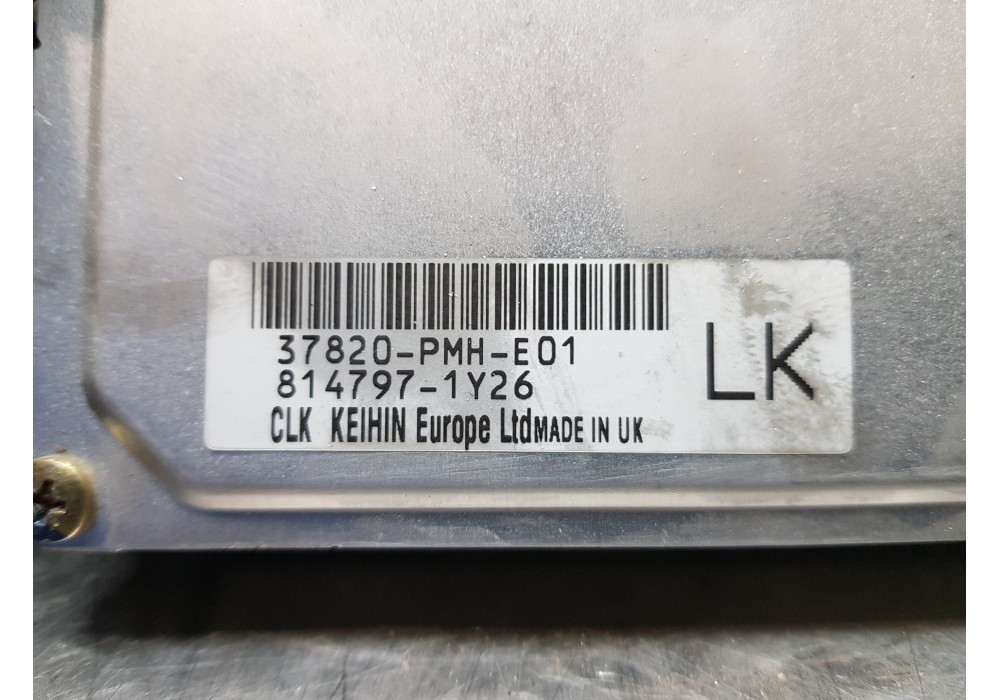 37820-PMH-E01
814797-1Y26
LK
CLK KEIHIN Europe Ltd MADE IN UK